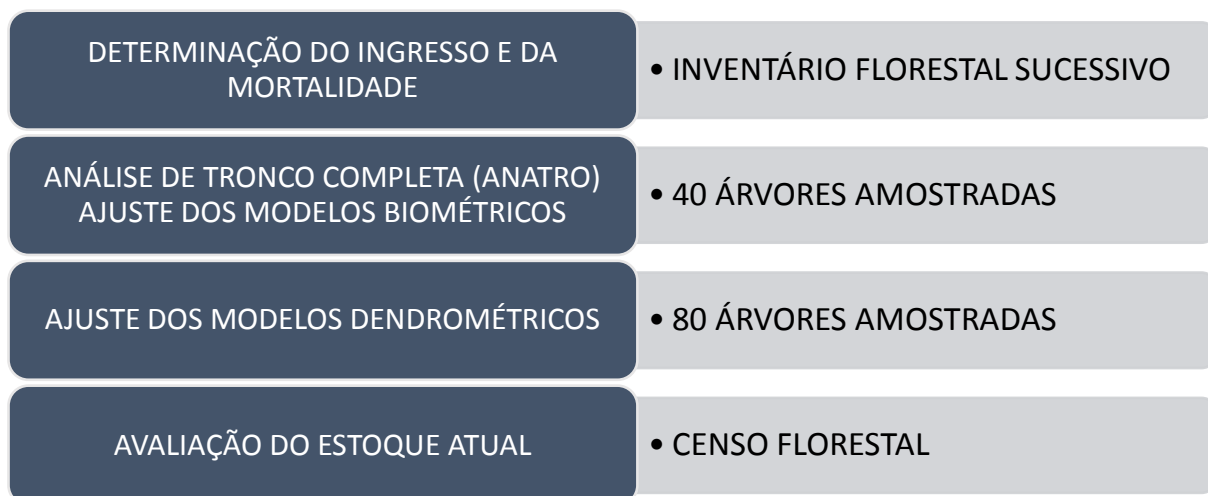 DETERMINAÇÃO DO INGRESSO E DA
MORTALIDADE
• INVENTÁRIO FLORESTAL SUCESSIVO
ANÁLISE DE TRONCO COMPLETA (ANATRO)
AJUSTE DOS MODELOS BIOMÉTRICOS
• 40 ÁRVORES AMOSTRADAS
AJUSTE DOS MODELOS DENDROMÉTRICOS
• 80 ÁRVORES AMOSTRADAS
AVALIAÇÃO DO ESTOQUE ATUAL
• CENSO FLORESTAL